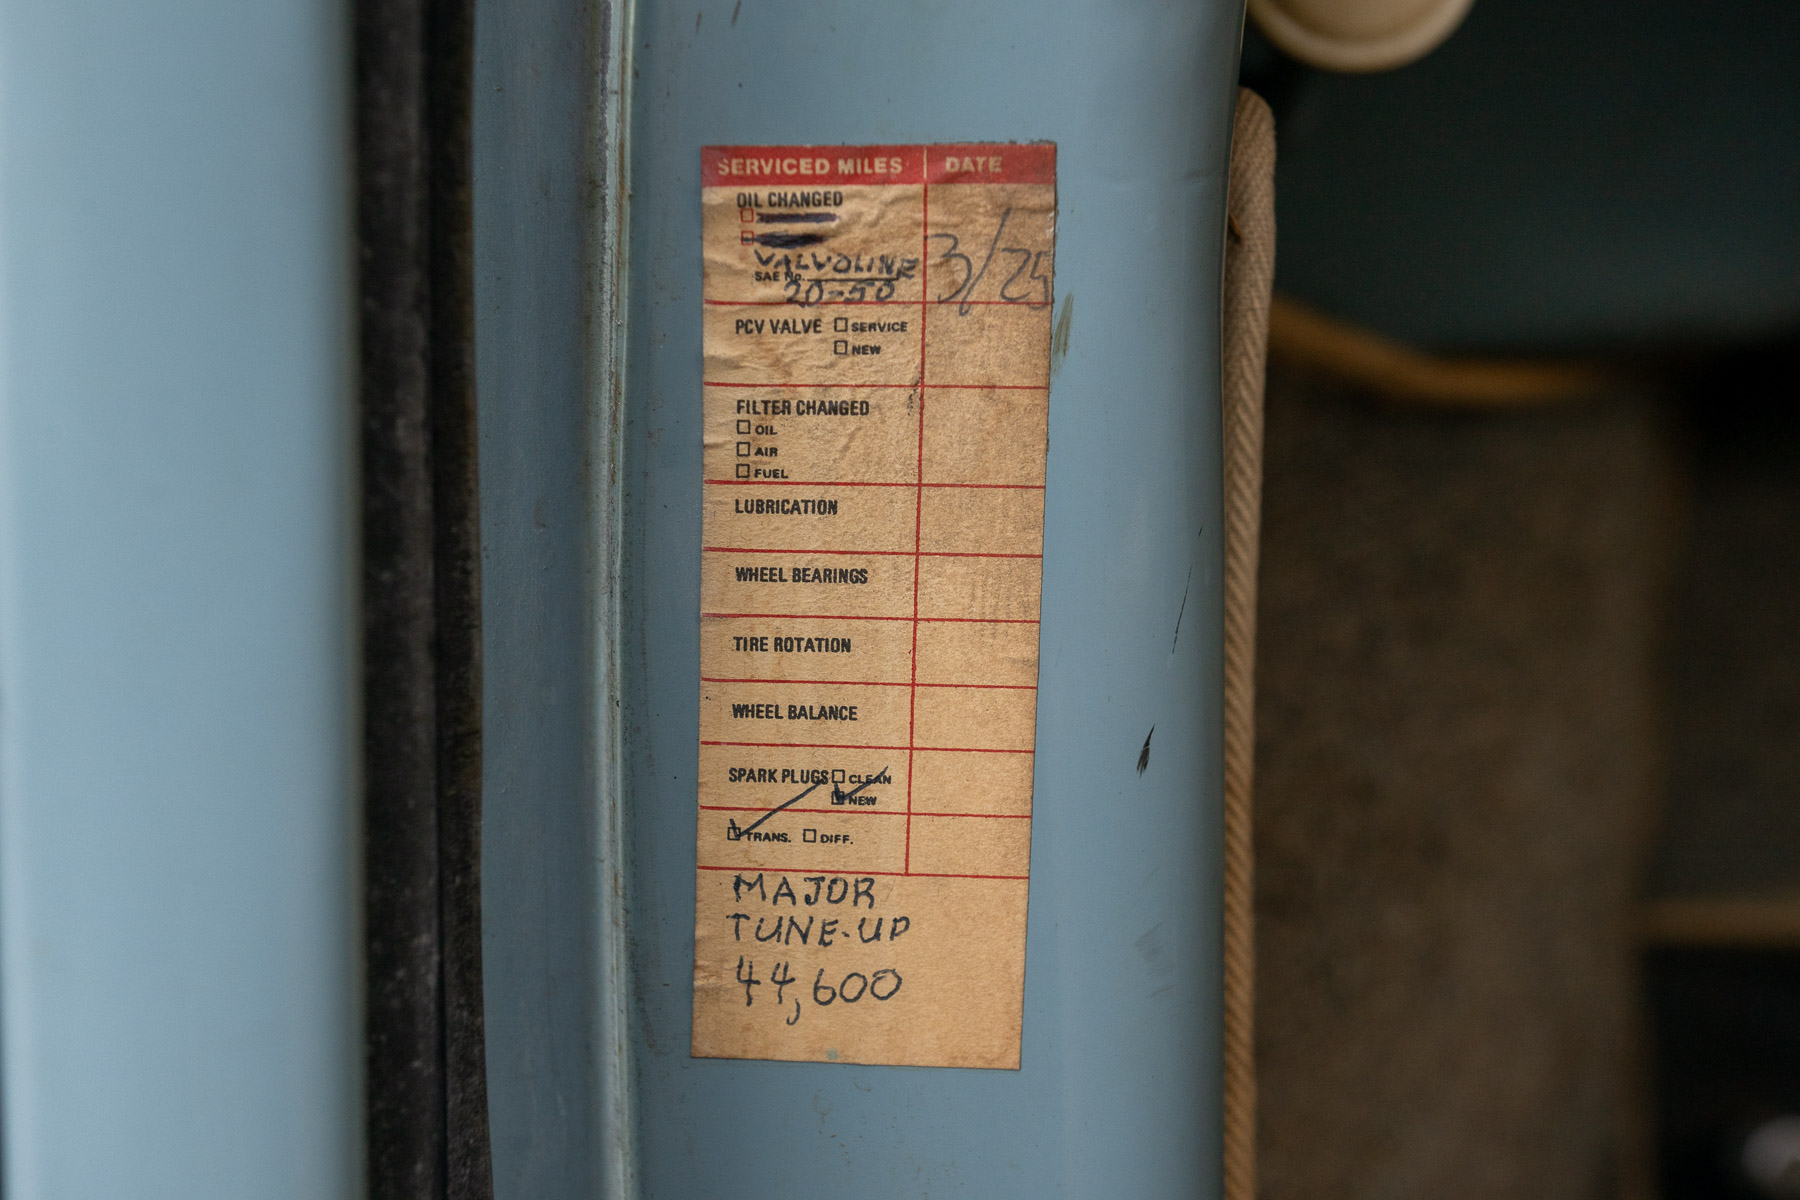 SERVICED MILES DATE
OIL CHANGED
VALVOLINE 3/25
SAE No.
20-50
PCV VALVE SERVICE
NEW
FILTER CHANGED
OIL
AIR
FUEL
LUBRICATION
WHEEL BEARINGS
TIRE ROTATION
WHEEL BALANCE
SPARK PLUGS CLEAN
NEW
TRANS. DIFF.
MAJOR
TUNE-UP
44,600